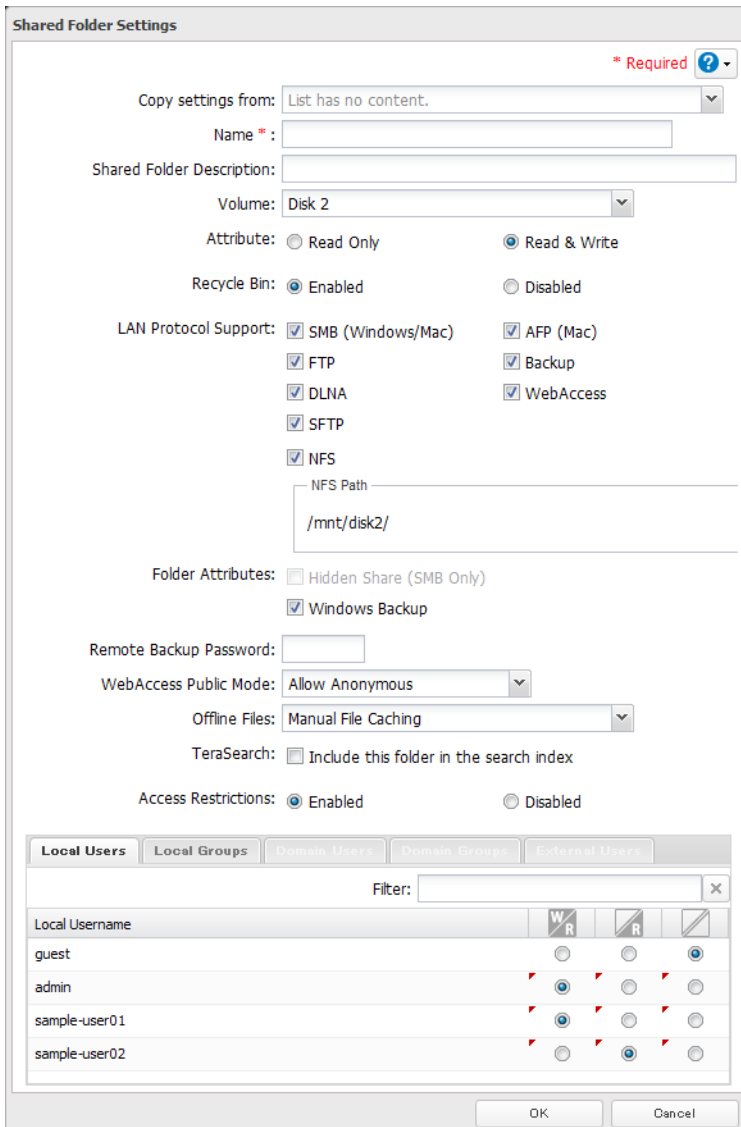 Shared Folder Settings
* Required ?
Copy settings from: List has no content.
Name * :
Shared Folder Description:
Volume: Disk 2
Attribute: Read Only Read & Write
Recycle Bin: Enabled Disabled
LAN Protocol Support: SMB (Windows/Mac) AFP (Mac)
FTP Backup
DLNA WebAccess
SFTP
NFS
NFS Path
/mnt/disk2/
Folder Attributes: Hidden Share (SMB Only)
Windows Backup
Remote Backup Password:
WebAccess Public Mode: Allow Anonymous
Offline Files: Manual File Caching
TeraSearch: Include this folder in the search index
Access Restrictions: Enabled Disabled
Local Users Local Groups Domain Users Domain Groups External Users
Filter:
Local Username W/R /R
guest
admin
sample-user01
sample-user02
OK Cancel